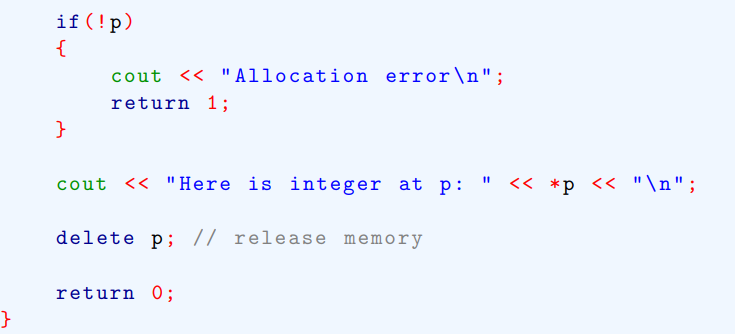 if(!p)
{
cout << "Allocation error\n";
return 1;
}
cout << "Here is integer at p: " << *p << "\n";
delete p; // release memory
return 0;
}